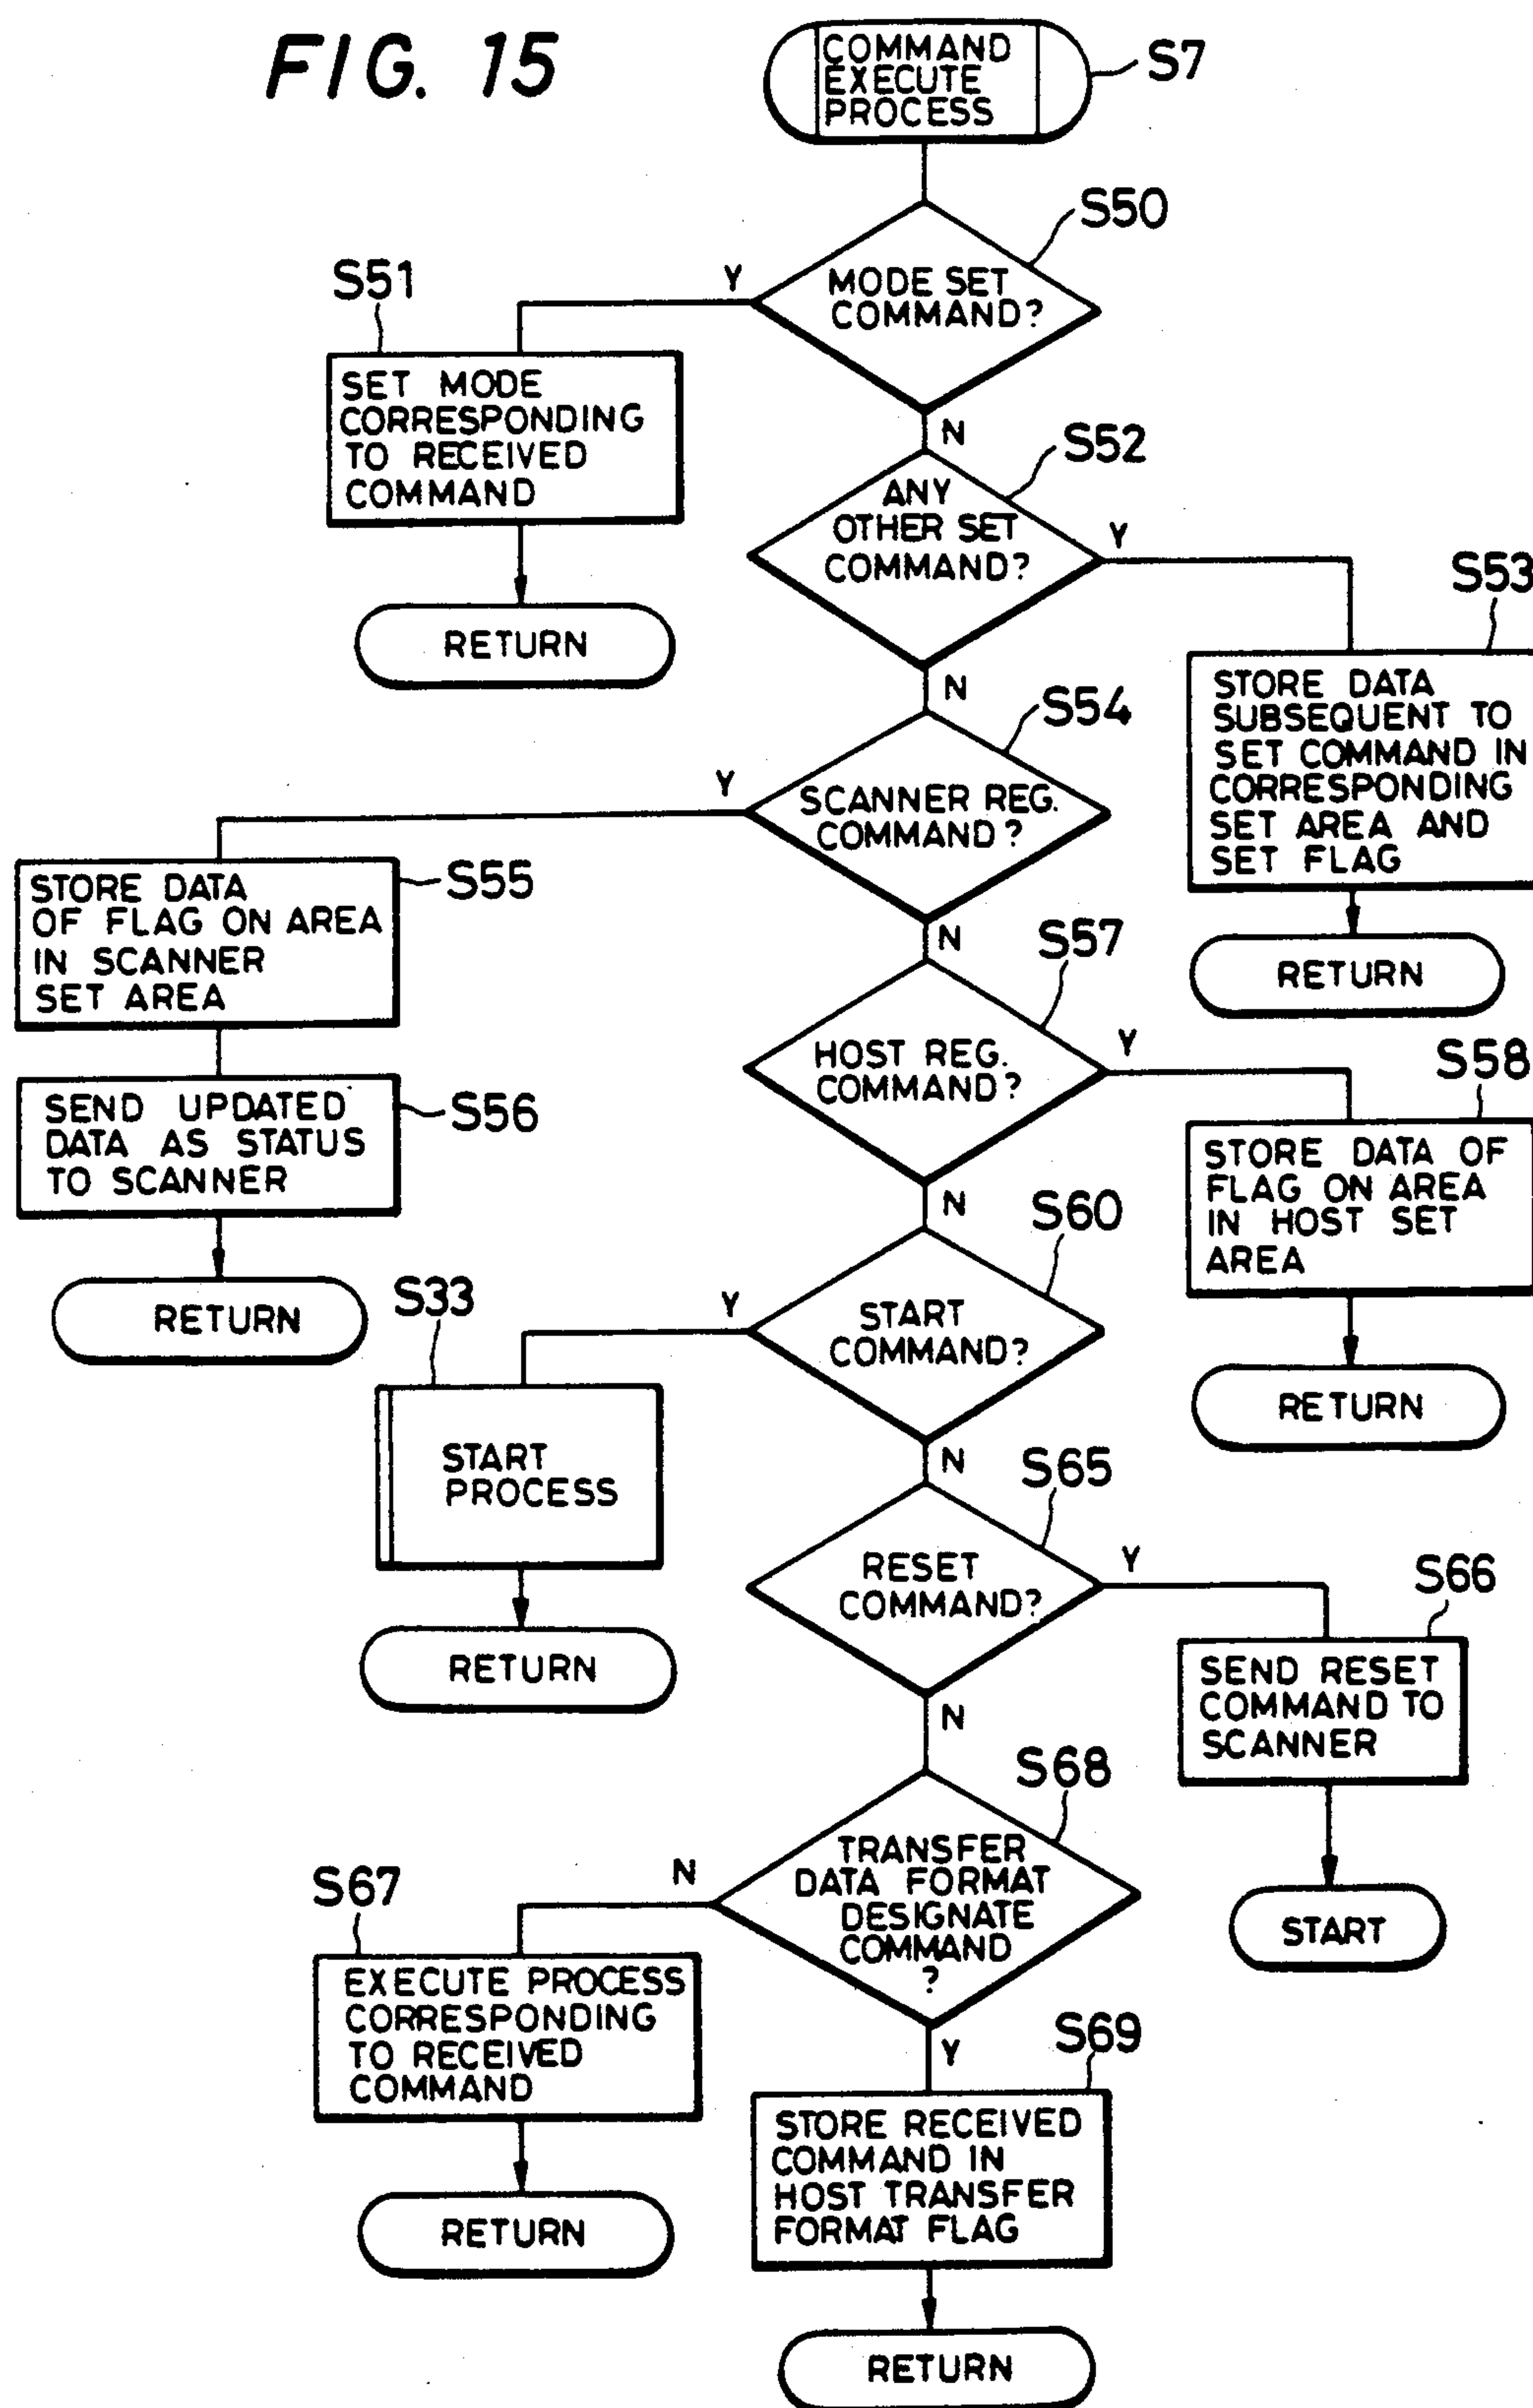 FIG. 15
COMMAND
EXECUTE
PROCESS
S7
S50
MODE SET
COMMAND?
Y
N
S51
SET MODE
CORRESPONDING
TO RECEIVED
COMMAND
RETURN
S52
ANY
OTHER SET
COMMAND?
Y
N
S53
STORE DATA
SUBSEQUENT TO
SET COMMAND IN
CORRESPONDING
SET AREA AND
SET FLAG
RETURN
S54
SCANNER REG.
COMMAND?
Y
N
S55
STORE DATA
OF FLAG ON AREA
IN SCANNER
SET AREA
S56
SEND UPDATED
DATA AS STATUS
TO SCANNER
RETURN
S57
HOST REG.
COMMAND?
Y
N
S58
STORE DATA OF
FLAG ON AREA
IN HOST SET
AREA
RETURN
S60
START
COMMAND?
Y
N
S33
START
PROCESS
RETURN
S65
RESET
COMMAND?
Y
N
S66
SEND RESET
COMMAND TO
SCANNER
START
S68
TRANSFER
DATA FORMAT
DESIGNATE
COMMAND
?
N
Y
S67
EXECUTE PROCESS
CORRESPONDING
TO RECEIVED
COMMAND
RETURN
S69
STORE RECEIVED
COMMAND IN
HOST TRANSFER
FORMAT FLAG
RETURN